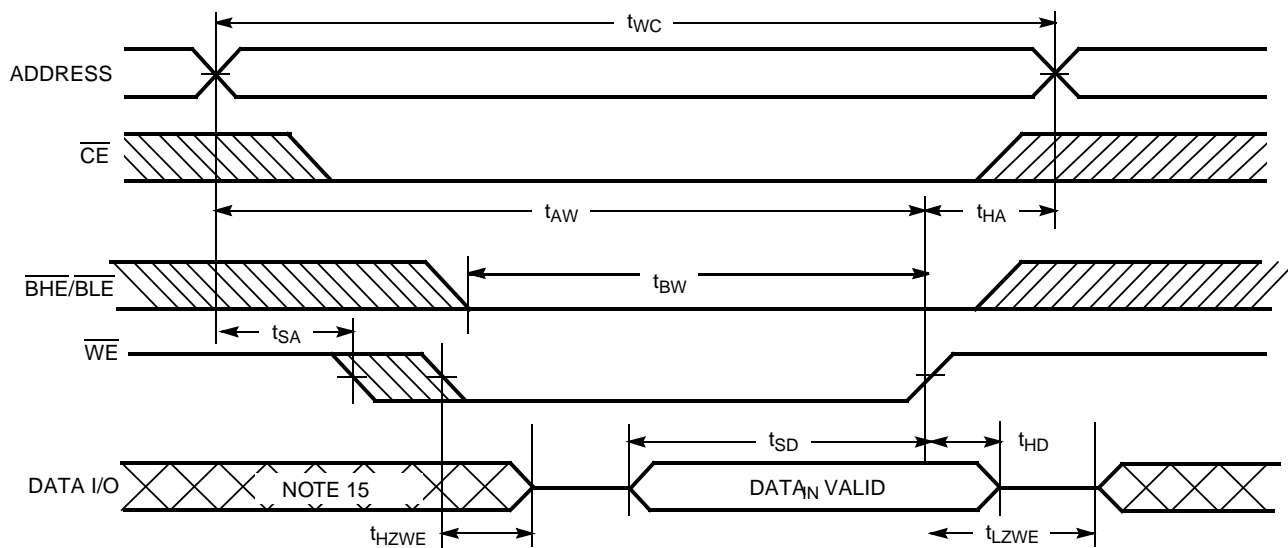 tWC
ADDRESS
CE
tAW
tHA
BHE/BLE
tBW
tSA
WE
tSD
tHD
DATA I/O
NOTE 15
DATAIN VALID
tHZWE
tLZWE